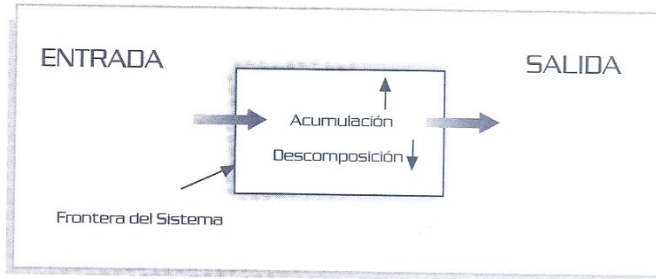 ENTRADA
SALIDA
Acumulación
Descomposición
Frontera del Sistema